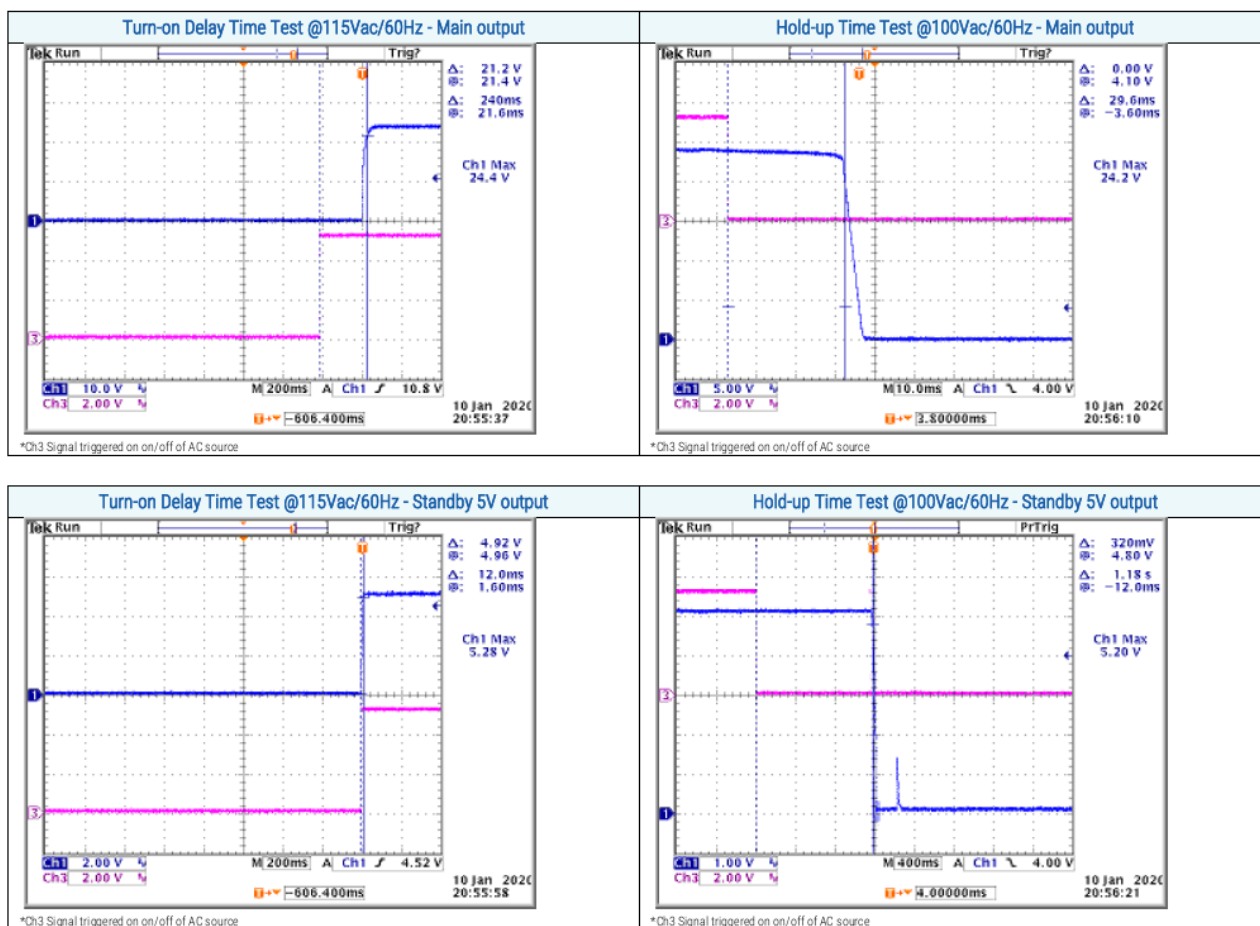 Turn-on Delay Time Test @115Vac/60Hz - Main output
Tek Run
Trig?
Δ: 21.2 V
@: 21.4 V
Δ: 240ms
@: 21.6ms
Ch1 Max
24.4 V
1
3
Ch1 10.0 V
M 200ms A Ch1 10.8 V
Ch3 2.00 V
-606.400ms
10 Jan 2020
20:55:37
*Ch3 Signal triggered on on/off of AC source
Hold-up Time Test @100Vac/60Hz - Main output
Tek Run
Trig?
Δ: 0.00 V
@: 4.10 V
Δ: 29.6ms
@: -3.60ms
Ch1 Max
24.2 V
3
1
Ch1 5.00 V
M 10.0ms A Ch1 4.00 V
Ch3 2.00 V
3.80000ms
10 Jan 2020
20:56:10
*Ch3 Signal triggered on on/off of AC source
Turn-on Delay Time Test @115Vac/60Hz - Standby 5V output
Tek Run
Trig?
Δ: 4.92 V
@: 4.96 V
Δ: 12.0ms
@: 1.60ms
Ch1 Max
5.28 V
1
3
Ch1 2.00 V
M 200ms A Ch1 4.52 V
Ch3 2.00 V
-606.400ms
10 Jan 2020
20:55:58
*Ch3 Signal triggered on on/off of AC source
Hold-up Time Test @100Vac/60Hz - Standby 5V output
Tek Run
PrTrig
Δ: 320mV
@: 4.80 V
Δ: 1.18 s
@: -12.0ms
Ch1 Max
5.20 V
3
1
Ch1 1.00 V
M 400ms A Ch1 4.00 V
Ch3 2.00 V
4.00000ms
10 Jan 2020
20:56:21
*Ch3 Signal triggered on on/off of AC source